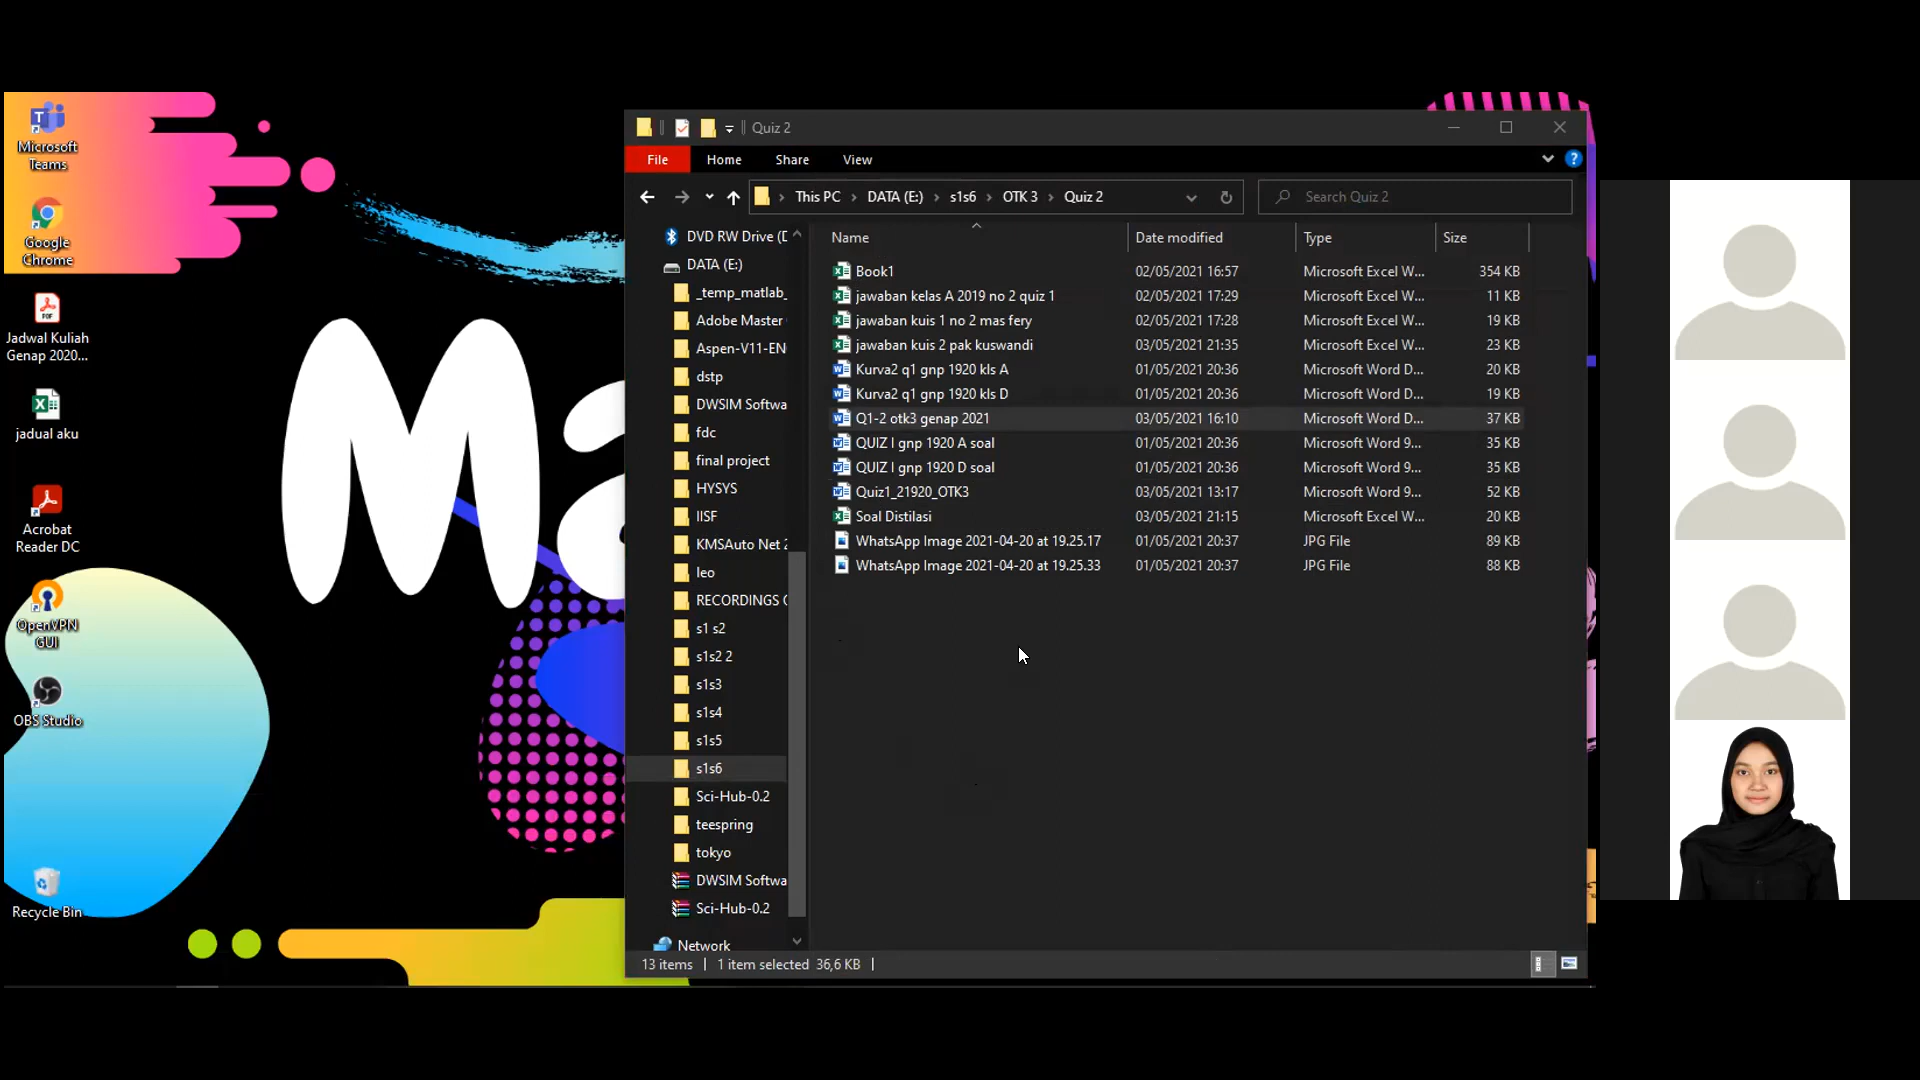 Microsoft
Teams
Google
Chrome
Jadwal Kuliah
Genap 2020...
jadual aku
Acrobat
Reader DC
OpenVPN
GUI
OBS Studio
Recycle Bin
Ma
Quiz 2
File Home Share View
This PC DATA (E:) s1s6 OTK 3 Quiz 2
Search Quiz 2
DVD RW Drive (D
DATA (E:)
_temp_matlab_
Adobe Master
Aspen-V11-EN
dstp
DWSIM Softwa
fdc
final project
HYSYS
IISF
KMSAuto Net 2
leo
RECORDINGS
s1 s2
s1s2 2
s1s3
s1s4
s1s5
s1s6
Sci-Hub-0.2
teespring
tokyo
DWSIM Softwa
Sci-Hub-0.2
Network
Name Date modified Type Size
Book1 02/05/2021 16:57 Microsoft Excel W... 354 KB
jawaban kelas A 2019 no 2 quiz 1 02/05/2021 17:29 Microsoft Excel W... 11 KB
jawaban kuis 1 no 2 mas fery 02/05/2021 17:28 Microsoft Excel W... 19 KB
jawaban kuis 2 pak kuswandi 03/05/2021 21:35 Microsoft Excel W... 23 KB
Kurva2 q1 gnp 1920 kls A 01/05/2021 20:36 Microsoft Word D... 20 KB
Kurva2 q1 gnp 1920 kls D 01/05/2021 20:36 Microsoft Word D... 19 KB
Q1-2 otk3 genap 2021 03/05/2021 16:10 Microsoft Word D... 37 KB
QUIZ I gnp 1920 A soal 01/05/2021 20:36 Microsoft Word 9... 35 KB
QUIZ I gnp 1920 D soal 01/05/2021 20:36 Microsoft Word 9... 35 KB
Quiz1_21920_OTK3 03/05/2021 13:17 Microsoft Word 9... 52 KB
Soal Distilasi 03/05/2021 21:15 Microsoft Excel W... 20 KB
WhatsApp Image 2021-04-20 at 19.25.17 01/05/2021 20:37 JPG File 89 KB
WhatsApp Image 2021-04-20 at 19.25.33 01/05/2021 20:37 JPG File 88 KB
13 items 1 item selected 36,6 KB